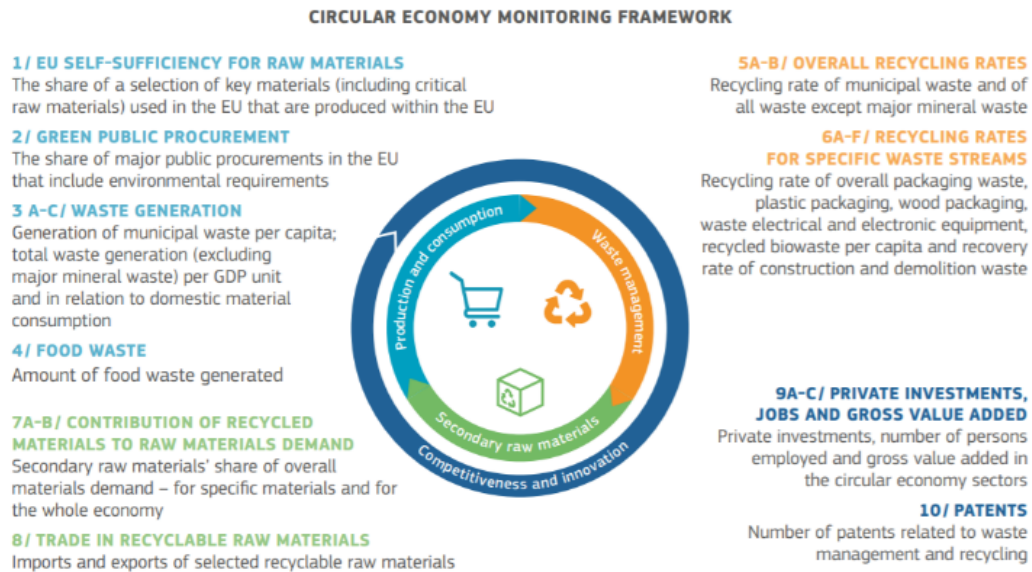 CIRCULAR ECONOMY MONITORING FRAMEWORK
1/ EU SELF-SUFFICIENCY FOR RAW MATERIALS
The share of a selection of key materials (including critical
raw materials) used in the EU that are produced within the EU
2/ GREEN PUBLIC PROCUREMENT
The share of major public procurements in the EU
that include environmental requirements
3 A-C/ WASTE GENERATION
Generation of municipal waste per capita;
total waste generation (excluding
major mineral waste) per GDP unit
and in relation to domestic material
consumption
4/ FOOD WASTE
Amount of food waste generated
7A-B/ CONTRIBUTION OF RECYCLED
MATERIALS TO RAW MATERIALS DEMAND
Secondary raw materials' share of overall
materials demand – for specific materials and for
the whole economy
8/ TRADE IN RECYCLABLE RAW MATERIALS
Imports and exports of selected recyclable raw materials
Production and consumption
Waste management
Secondary raw materials
Competitiveness and innovation
5A-B/ OVERALL RECYCLING RATES
Recycling rate of municipal waste and of
all waste except major mineral waste
6A-F/ RECYCLING RATES
FOR SPECIFIC WASTE STREAMS
Recycling rate of overall packaging waste,
plastic packaging, wood packaging,
waste electrical and electronic equipment,
recycled biowaste per capita and recovery
rate of construction and demolition waste
9A-C/ PRIVATE INVESTMENTS,
JOBS AND GROSS VALUE ADDED
Private investments, number of persons
employed and gross value added in
the circular economy sectors
10/ PATENTS
Number of patents related to waste
management and recycling